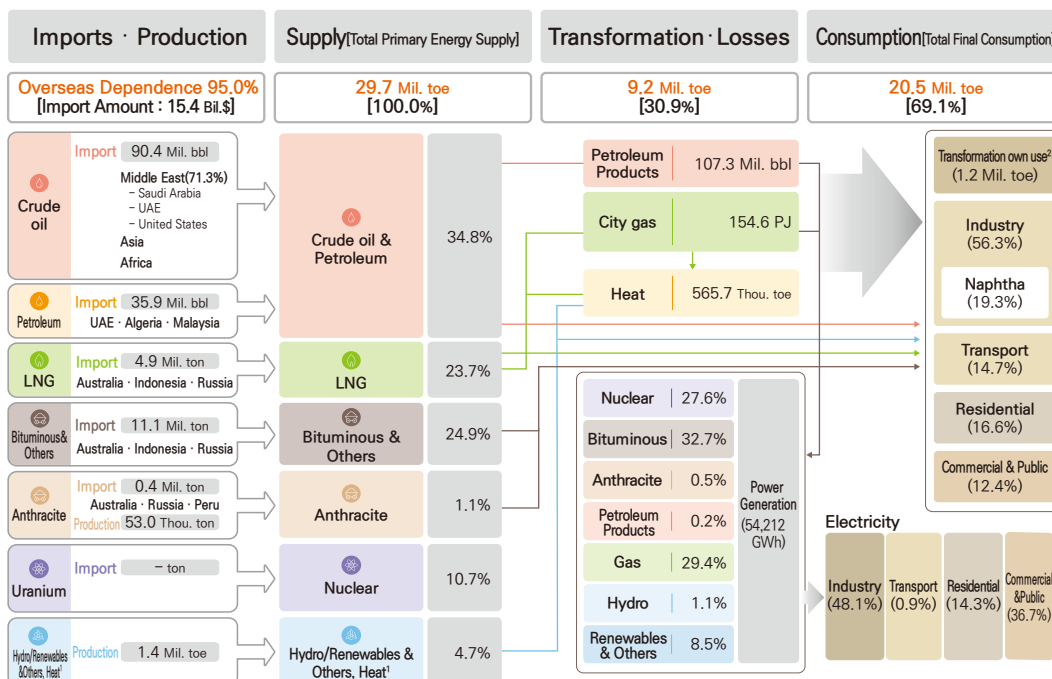 Imports · Production
Supply[Total Primary Energy Supply]
Transformation · Losses
Consumption[Total Final Consumption]
Overseas Dependence 95.0%
[Import Amount : 15.4 Bil.$]
29.7 Mil. toe
[100.0%]
9.2 Mil. toe
[30.9%]
20.5 Mil. toe
[69.1%]
Crude
oil
Import 90.4 Mil. bbl
Middle East(71.3%)
– Saudi Arabia
– UAE
– United States
Asia
Africa
Petroleum
Import 35.9 Mil. bbl
UAE · Algeria · Malaysia
LNG
Import 4.9 Mil. ton
Australia · Indonesia · Russia
Bituminous&
Others
Import 11.1 Mil. ton
Australia · Indonesia · Russia
Anthracite
Import 0.4 Mil. ton
Australia · Russia · Peru
Production 53.0 Thou. ton
Uranium
Import – ton
Hydro/Renewables
&Others, Heat¹
Production 1.4 Mil. toe
Crude oil &
Petroleum
34.8%
LNG
23.7%
Bituminous &
Others
24.9%
Anthracite
1.1%
Nuclear
10.7%
Hydro/Renewables &
Others, Heat¹
4.7%
Petroleum
Products
107.3 Mil. bbl
City gas
154.6 PJ
Heat
565.7 Thou. toe
Nuclear 27.6%
Bituminous 32.7%
Anthracite 0.5%
Petroleum
Products
0.2%
Gas 29.4%
Hydro 1.1%
Renewables
& Others
8.5%
Power
Generation
(54,212
GWh)
Transformation own use²
(1.2 Mil. toe)
Industry
(56.3%)
Naphtha
(19.3%)
Transport
(14.7%)
Residential
(16.6%)
Commercial & Public
(12.4%)
Electricity
Industry
(48.1%)
Transport
(0.9%)
Residential
(14.3%)
Commercial
&Public
(36.7%)